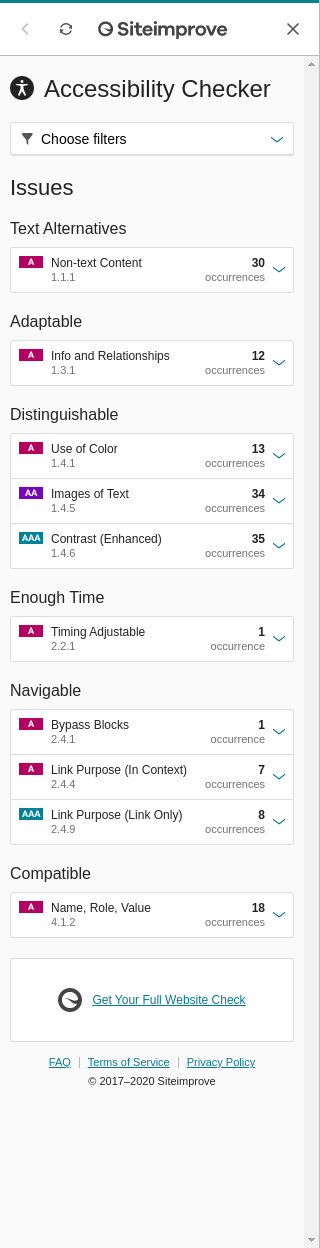 Siteimprove
Accessibility Checker
Choose filters
Issues
Text Alternatives
A Non-text Content 30
1.1.1 occurrences
Adaptable
A Info and Relationships 12
1.3.1 occurrences
Distinguishable
A Use of Color 13
1.4.1 occurrences
AA Images of Text 34
1.4.5 occurrences
AAA Contrast (Enhanced) 35
1.4.6 occurrences
Enough Time
A Timing Adjustable 1
2.2.1 occurrence
Navigable
A Bypass Blocks 1
2.4.1 occurrence
A Link Purpose (In Context) 7
2.4.4 occurrences
AAA Link Purpose (Link Only) 8
2.4.9 occurrences
Compatible
A Name, Role, Value 18
4.1.2 occurrences
Get Your Full Website Check
FAQ | Terms of Service | Privacy Policy
© 2017–2020 Siteimprove